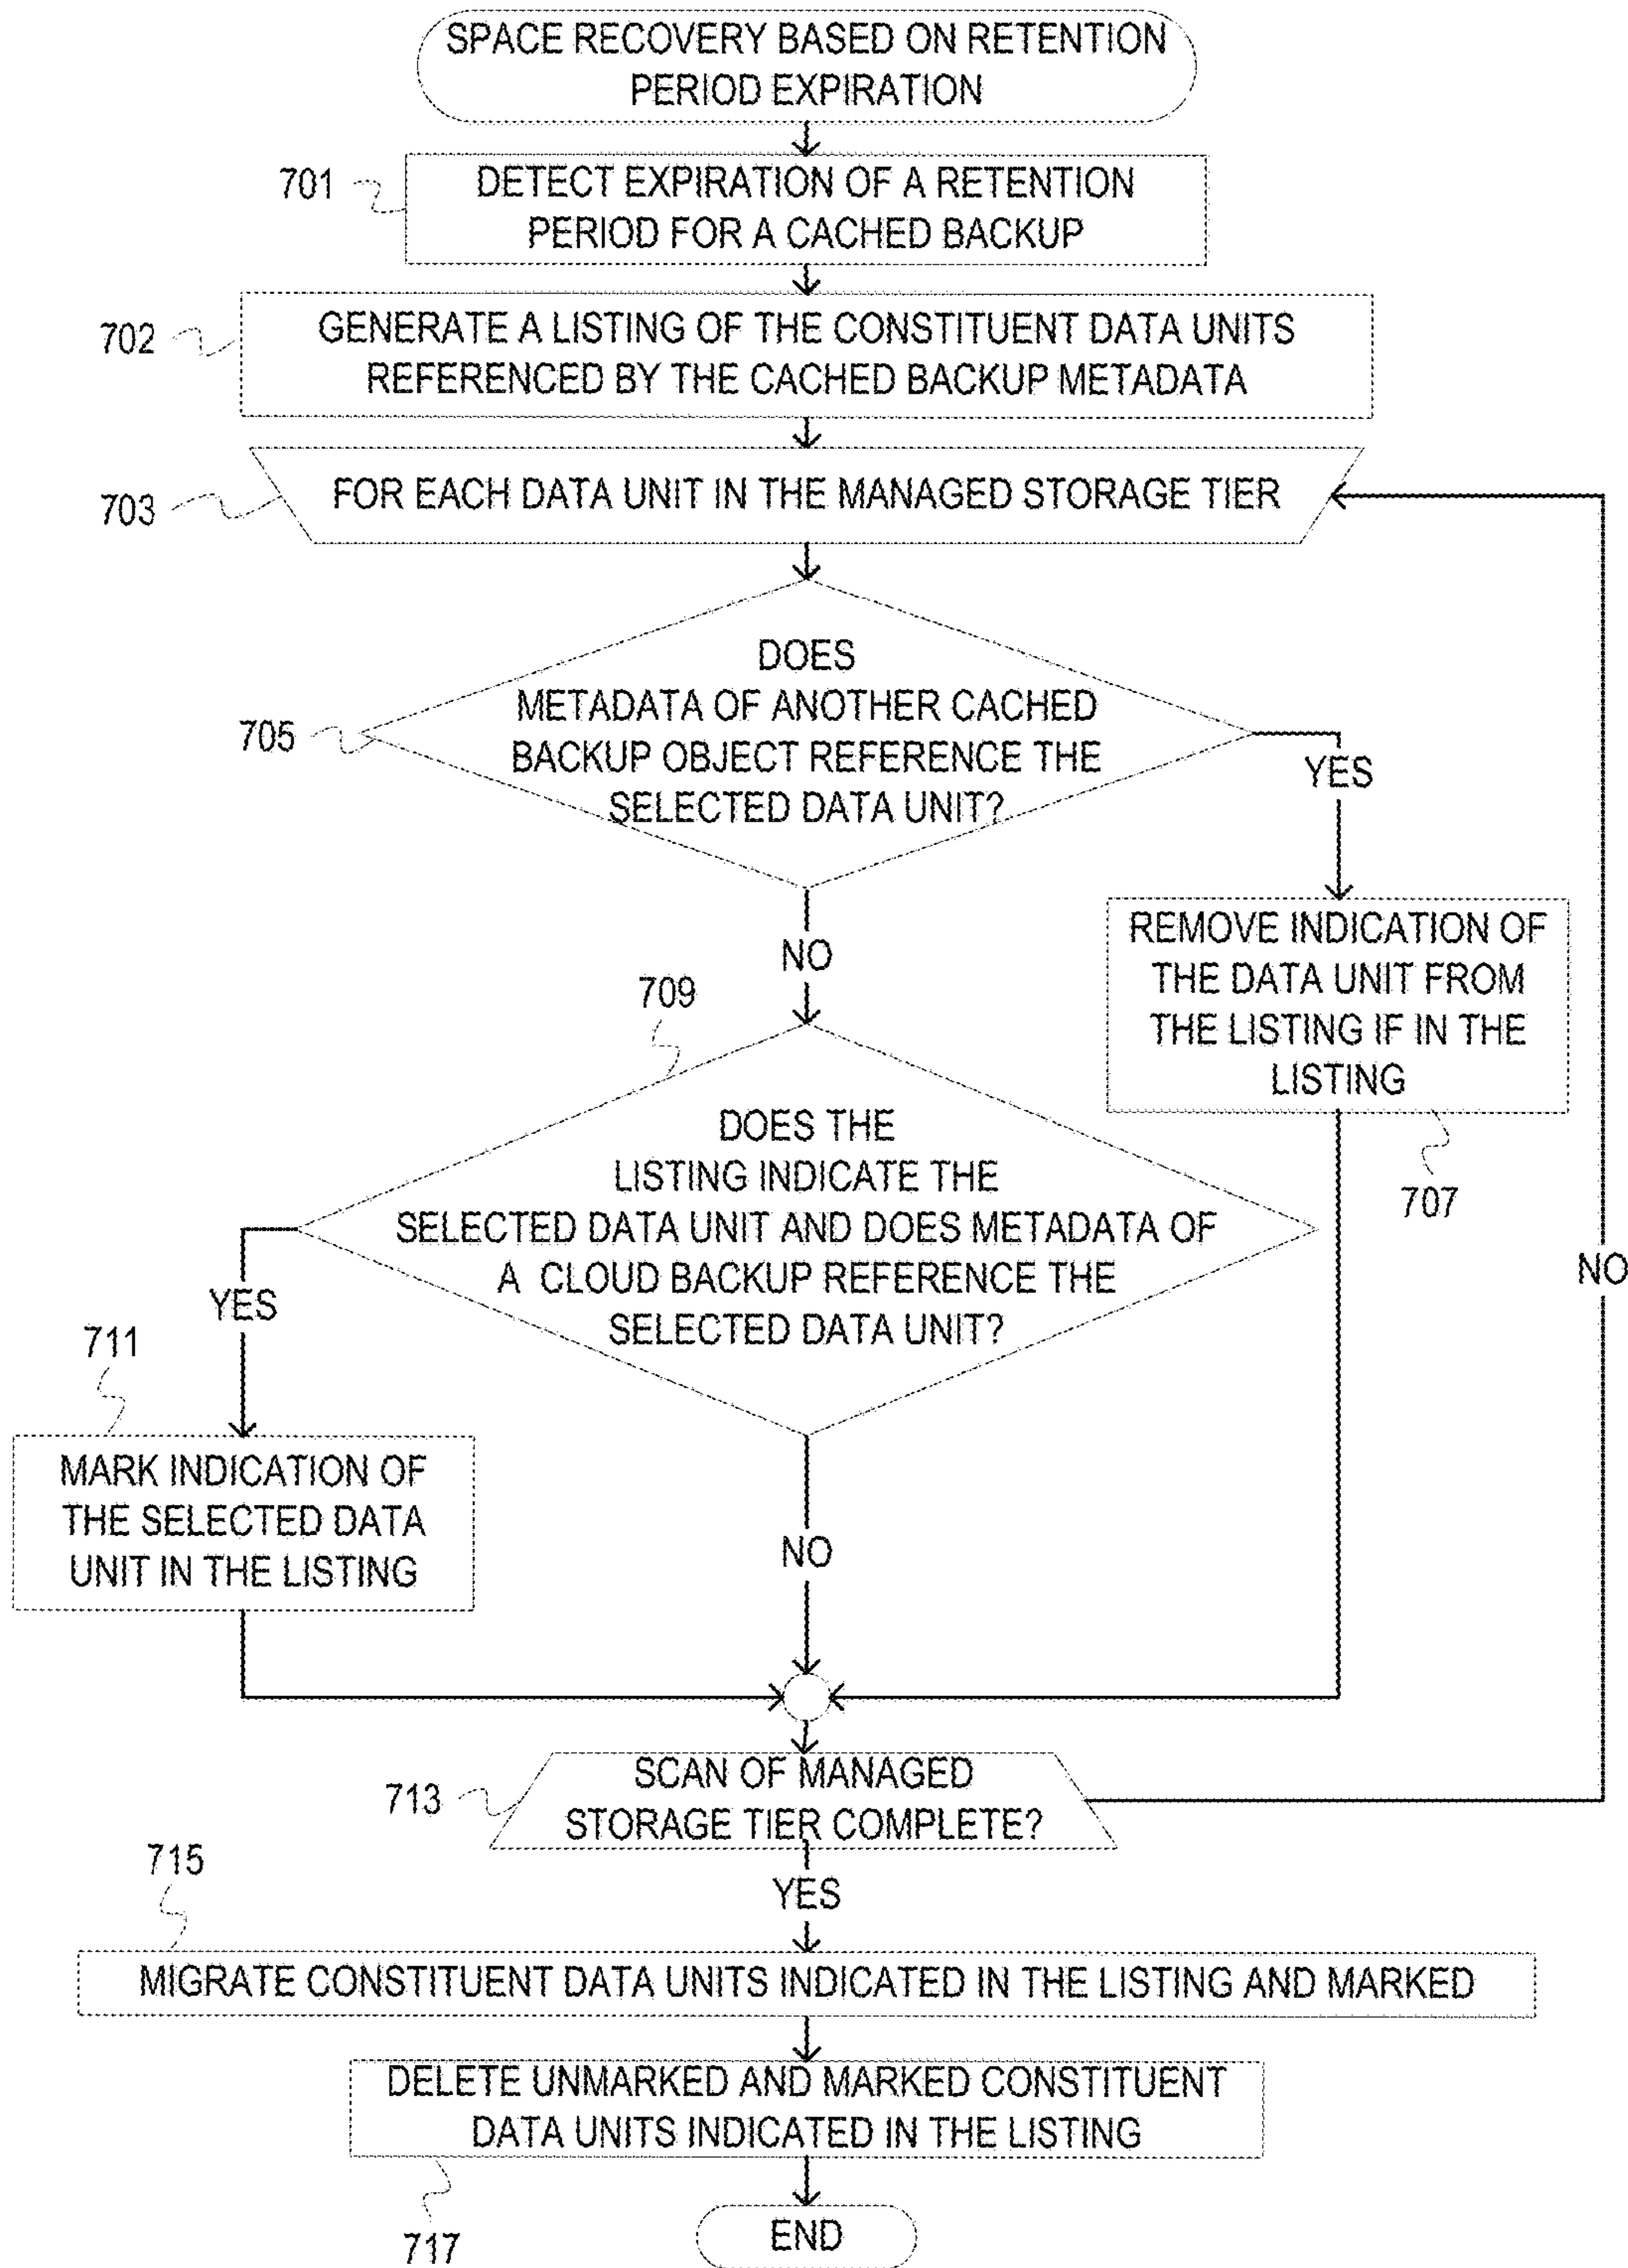 SPACE RECOVERY BASED ON RETENTION
PERIOD EXPIRATION
701
DETECT EXPIRATION OF A RETENTION
PERIOD FOR A CACHED BACKUP
702
GENERATE A LISTING OF THE CONSTITUENT DATA UNITS
REFERENCED BY THE CACHED BACKUP METADATA
703
FOR EACH DATA UNIT IN THE MANAGED STORAGE TIER
705
DOES
METADATA OF ANOTHER CACHED
BACKUP OBJECT REFERENCE THE
SELECTED DATA UNIT?
YES
NO
REMOVE INDICATION OF
THE DATA UNIT FROM
THE LISTING IF IN THE
LISTING
707
709
DOES THE
LISTING INDICATE THE
SELECTED DATA UNIT AND DOES METADATA OF
A CLOUD BACKUP REFERENCE THE
SELECTED DATA UNIT?
YES
NO
711
MARK INDICATION OF
THE SELECTED DATA
UNIT IN THE LISTING
NO
713
SCAN OF MANAGED
STORAGE TIER COMPLETE?
YES
715
MIGRATE CONSTITUENT DATA UNITS INDICATED IN THE LISTING AND MARKED
DELETE UNMARKED AND MARKED CONSTITUENT
DATA UNITS INDICATED IN THE LISTING
717
END